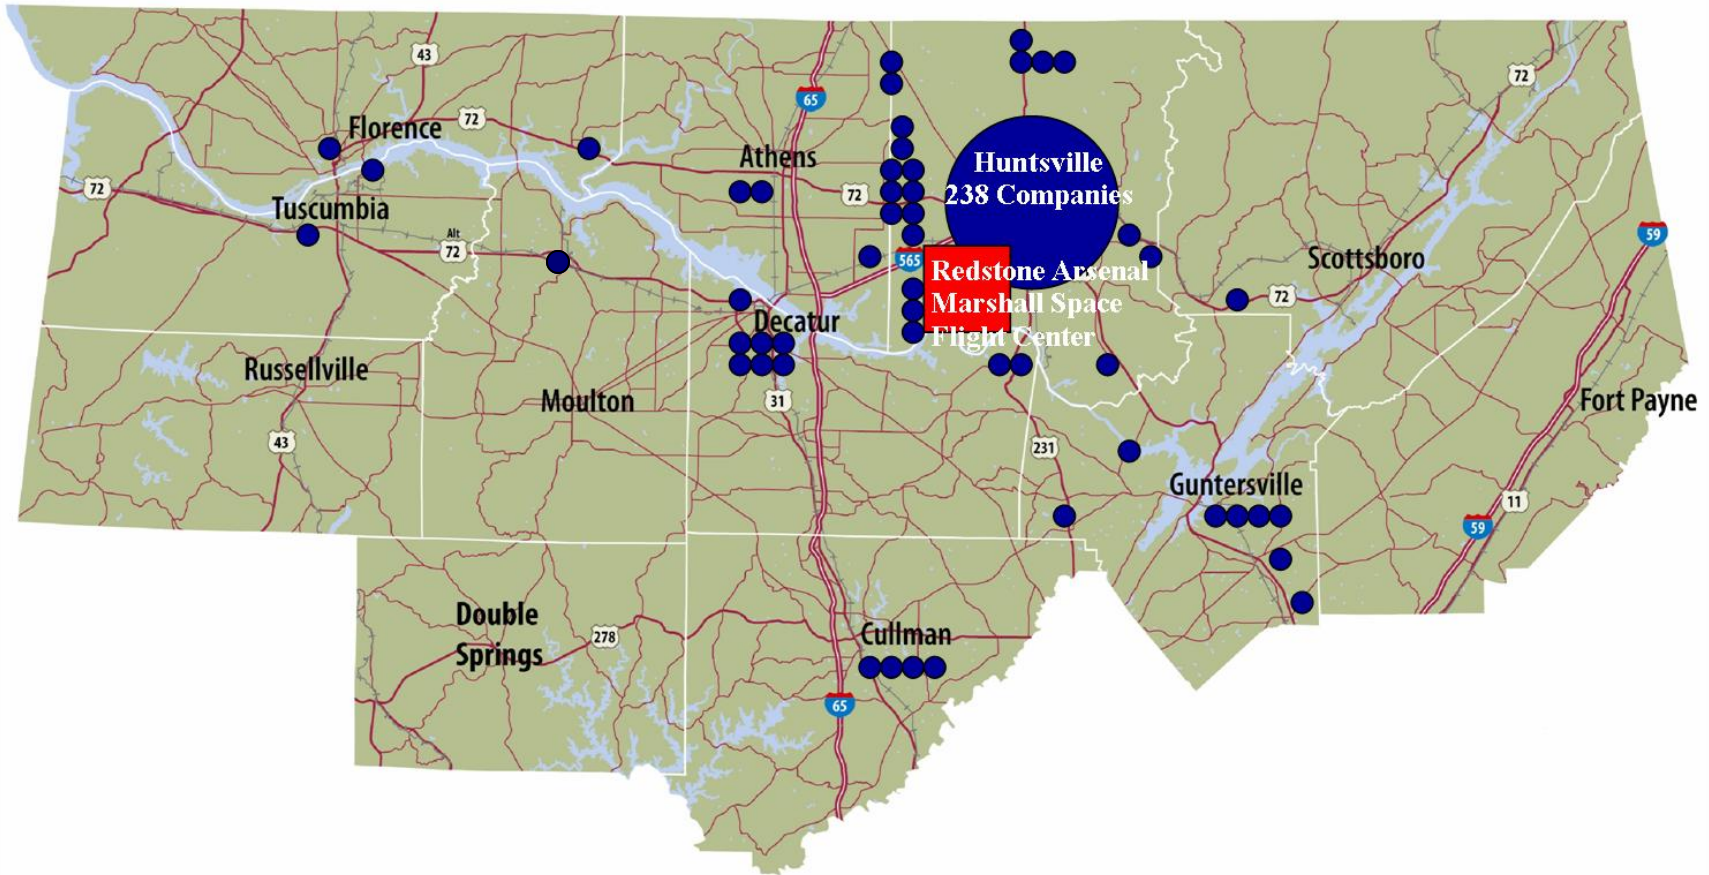 43
72
65
72
Florence
72
Athens
Huntsville
238 Companies
72
72
Tuscumbia
Alt
72
565
59
Scottsboro
Redstone Arsenal
Marshall Space
Flight Center
72
Decatur
Russellville
Moulton
31
Fort Payne
43
231
Guntersville
11
59
Double
Springs
278
Cullman
65